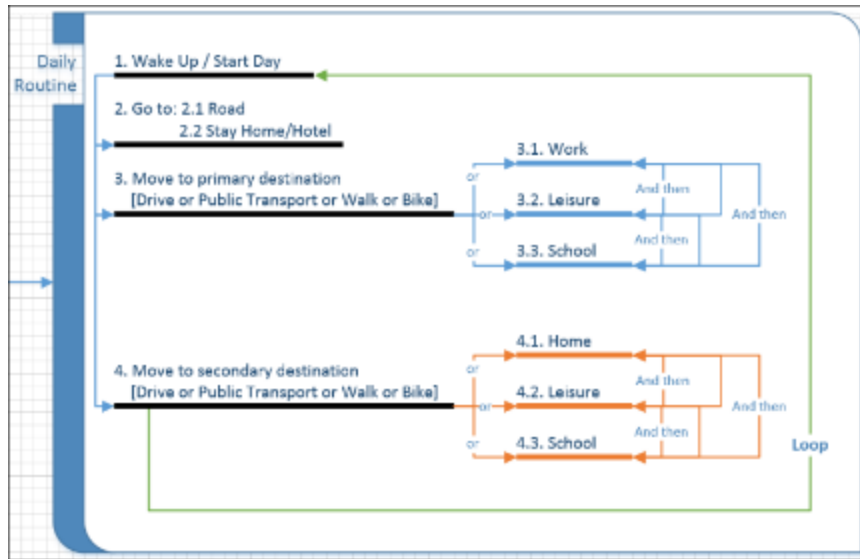 Daily
Routine
1. Wake Up / Start Day
2. Go to: 2.1 Road
2.2 Stay Home/Hotel
3. Move to primary destination
[Drive or Public Transport or Walk or Bike]
or
3.1. Work
And then
or
3.2. Leisure
And then
And then
or
3.3. School
4. Move to secondary destination
[Drive or Public Transport or Walk or Bike]
or
4.1. Home
And then
or
4.2. Leisure
And then
And then
or
4.3. School
Loop